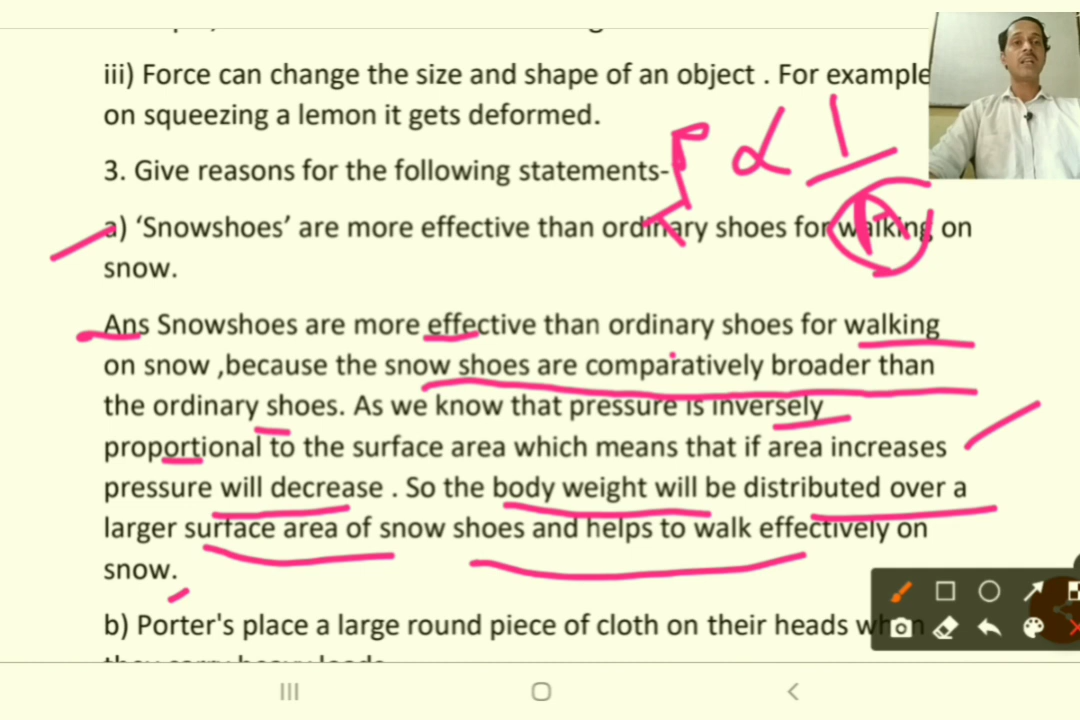 iii) Force can change the size and shape of an object . For example
on squeezing a lemon it gets deformed.
3. Give reasons for the following statements-
P ∝ 1/A
a) ‘Snowshoes’ are more effective than ordinary shoes for walking on
snow.
Ans Snowshoes are more effective than ordinary shoes for walking
on snow ,because the snow shoes are comparatively broader than
the ordinary shoes. As we know that pressure is inversely
proportional to the surface area which means that if area increases
pressure will decrease . So the body weight will be distributed over a
larger surface area of snow shoes and helps to walk effectively on
snow.
b) Porter's place a large round piece of cloth on their heads when